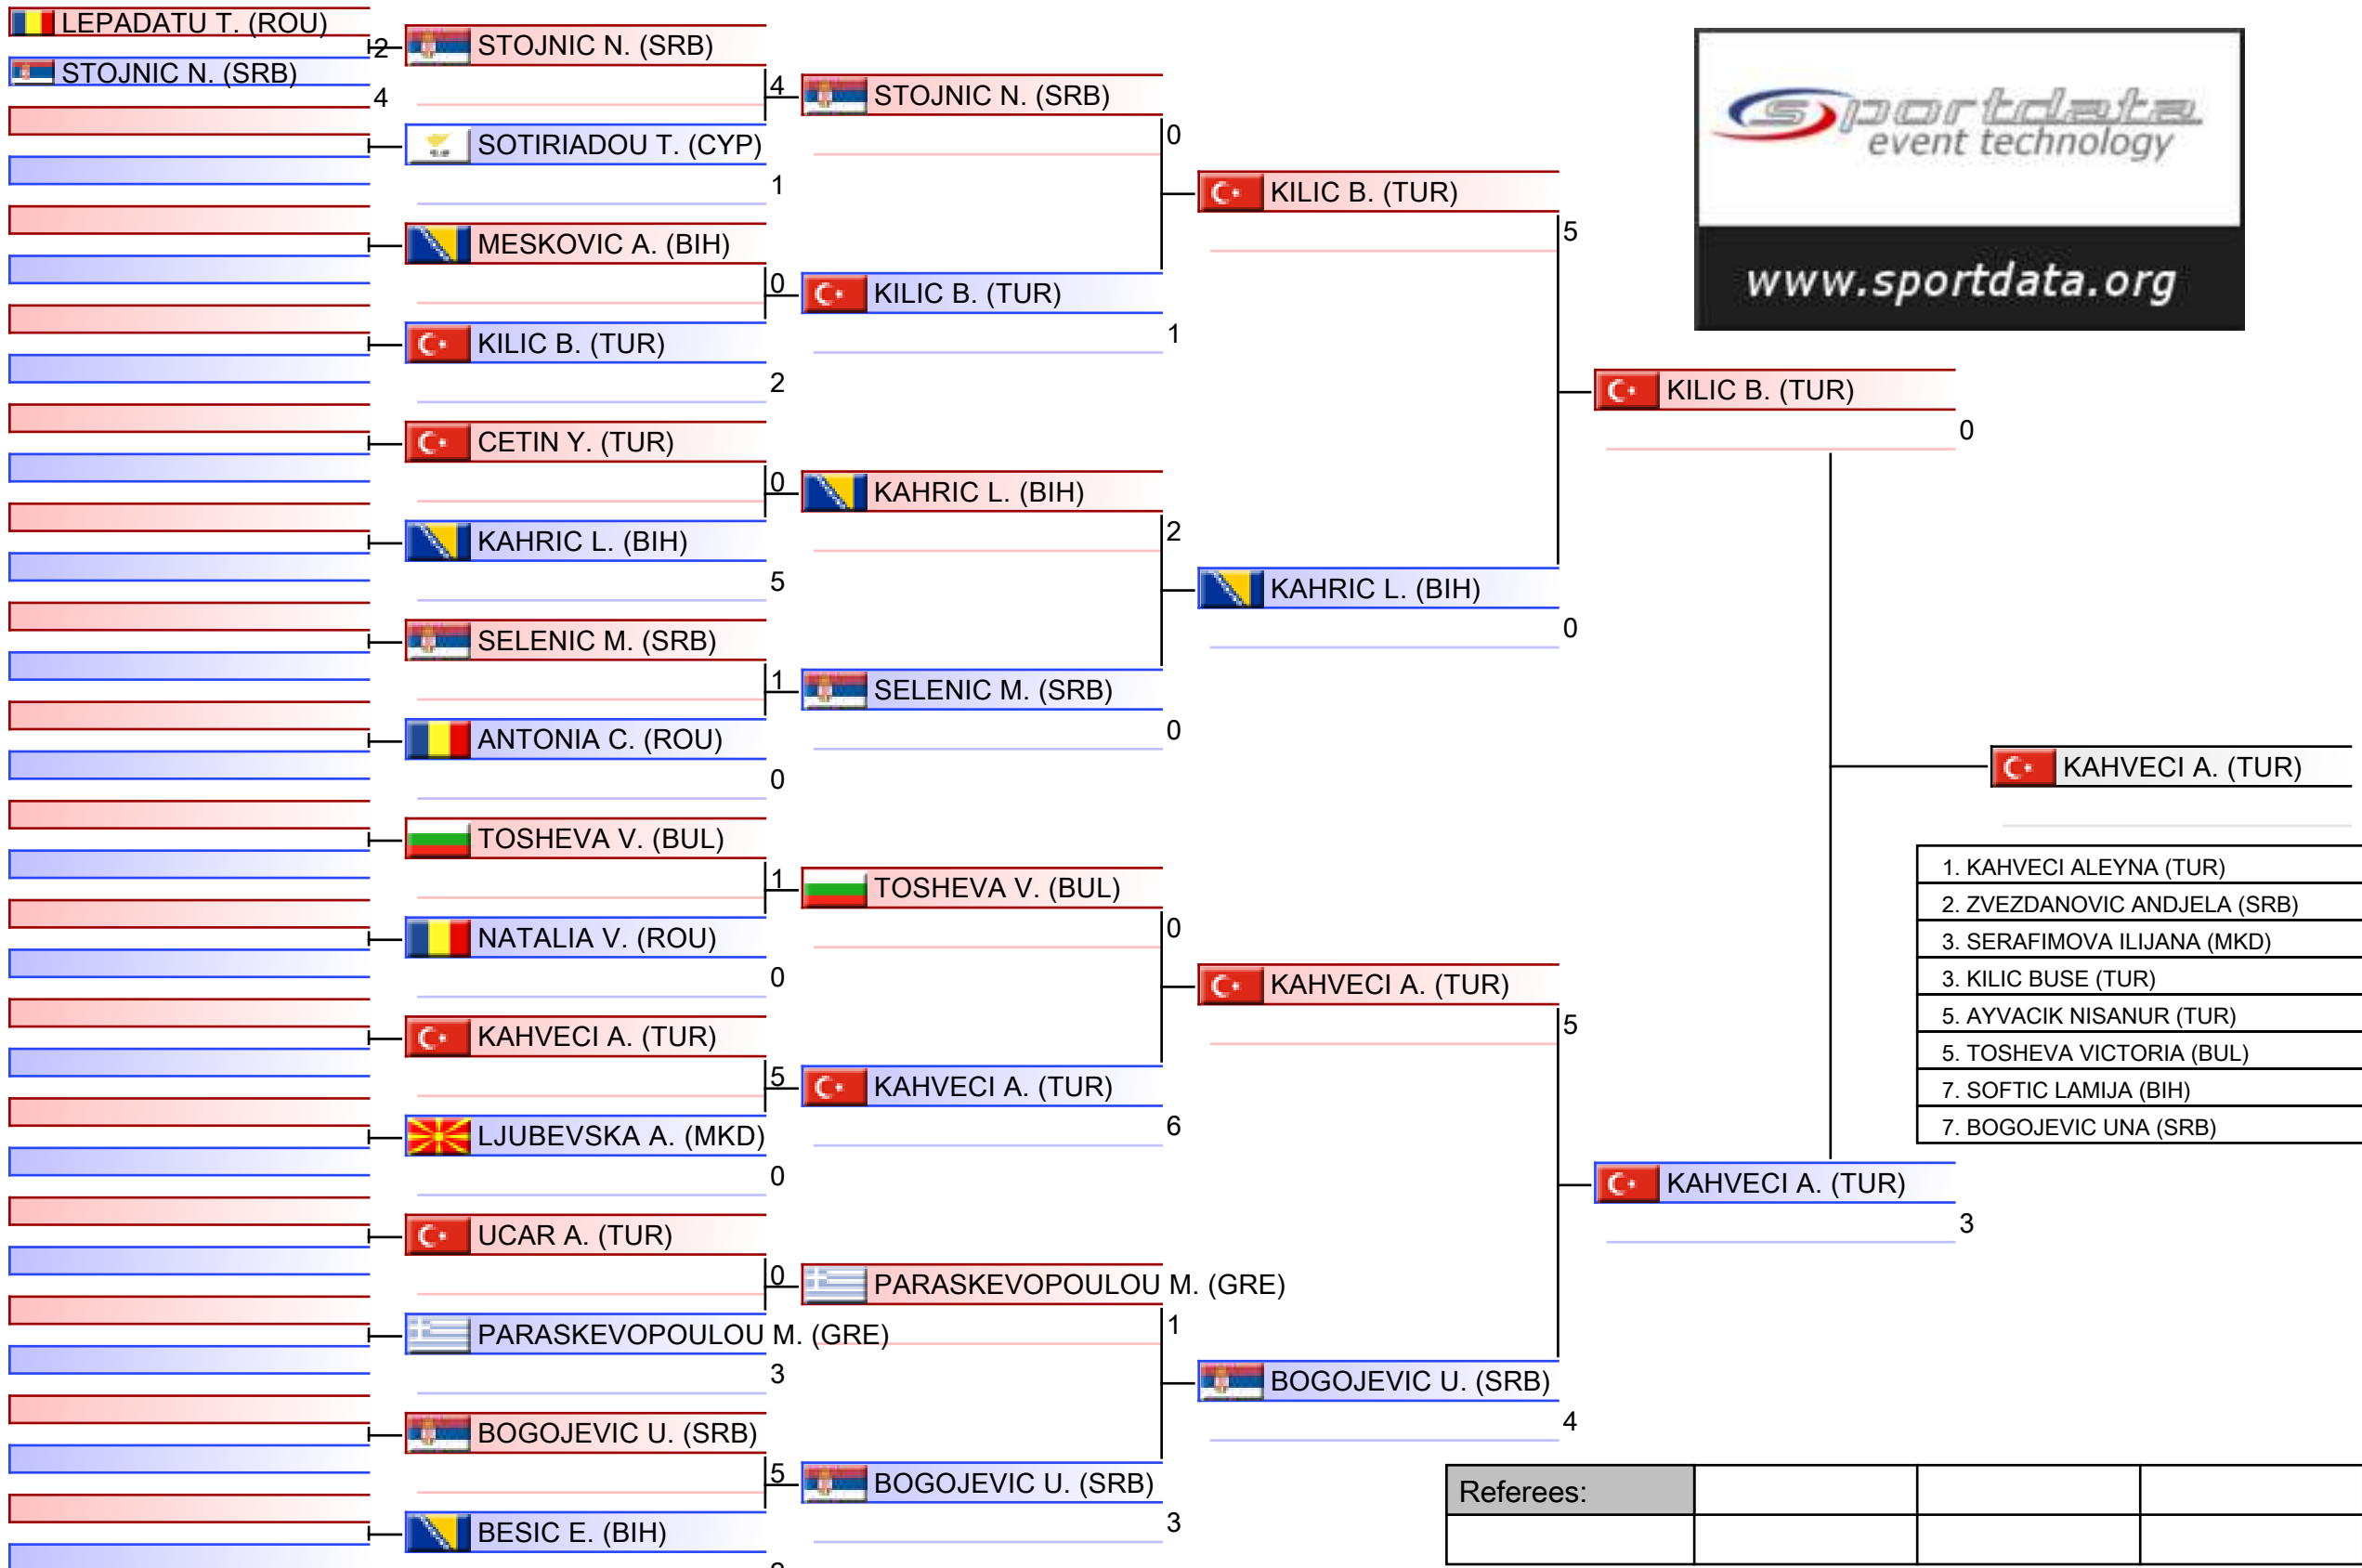 LEPADATU T. (ROU)
2
STOJNIC N. (SRB)
4
STOJNIC N. (SRB)
4
SOTIRIADOU T. (CYP)
1
MESKOVIC A. (BIH)
0
KILIC B. (TUR)
2
CETIN Y. (TUR)
0
KAHRIC L. (BIH)
5
SELENIC M. (SRB)
1
ANTONIA C. (ROU)
0
TOSHEVA V. (BUL)
1
NATALIA V. (ROU)
0
KAHVECI A. (TUR)
5
LJUBEVSKA A. (MKD)
0
UCAR A. (TUR)
0
PARASKEVOPOULOU M. (GRE)
3
BOGOJEVIC U. (SRB)
5
BESIC E. (BIH)
STOJNIC N. (SRB)
0
KILIC B. (TUR)
1
KAHRIC L. (BIH)
2
SELENIC M. (SRB)
0
TOSHEVA V. (BUL)
0
KAHVECI A. (TUR)
6
PARASKEVOPOULOU M. (GRE)
1
BOGOJEVIC U. (SRB)
3
KILIC B. (TUR)
5
KAHRIC L. (BIH)
0
KAHVECI A. (TUR)
5
BOGOJEVIC U. (SRB)
4
KILIC B. (TUR)
0
KAHVECI A. (TUR)
3
KAHVECI A. (TUR)
sportdata
event technology
www.sportdata.org
1. KAHVECI ALEYNA (TUR)
2. ZVEZDANOVIC ANDJELA (SRB)
3. SERAFIMOVA ILIJANA (MKD)
3. KILIC BUSE (TUR)
5. AYVACIK NISANUR (TUR)
5. TOSHEVA VICTORIA (BUL)
7. SOFTIC LAMIJA (BIH)
7. BOGOJEVIC UNA (SRB)
Referees: